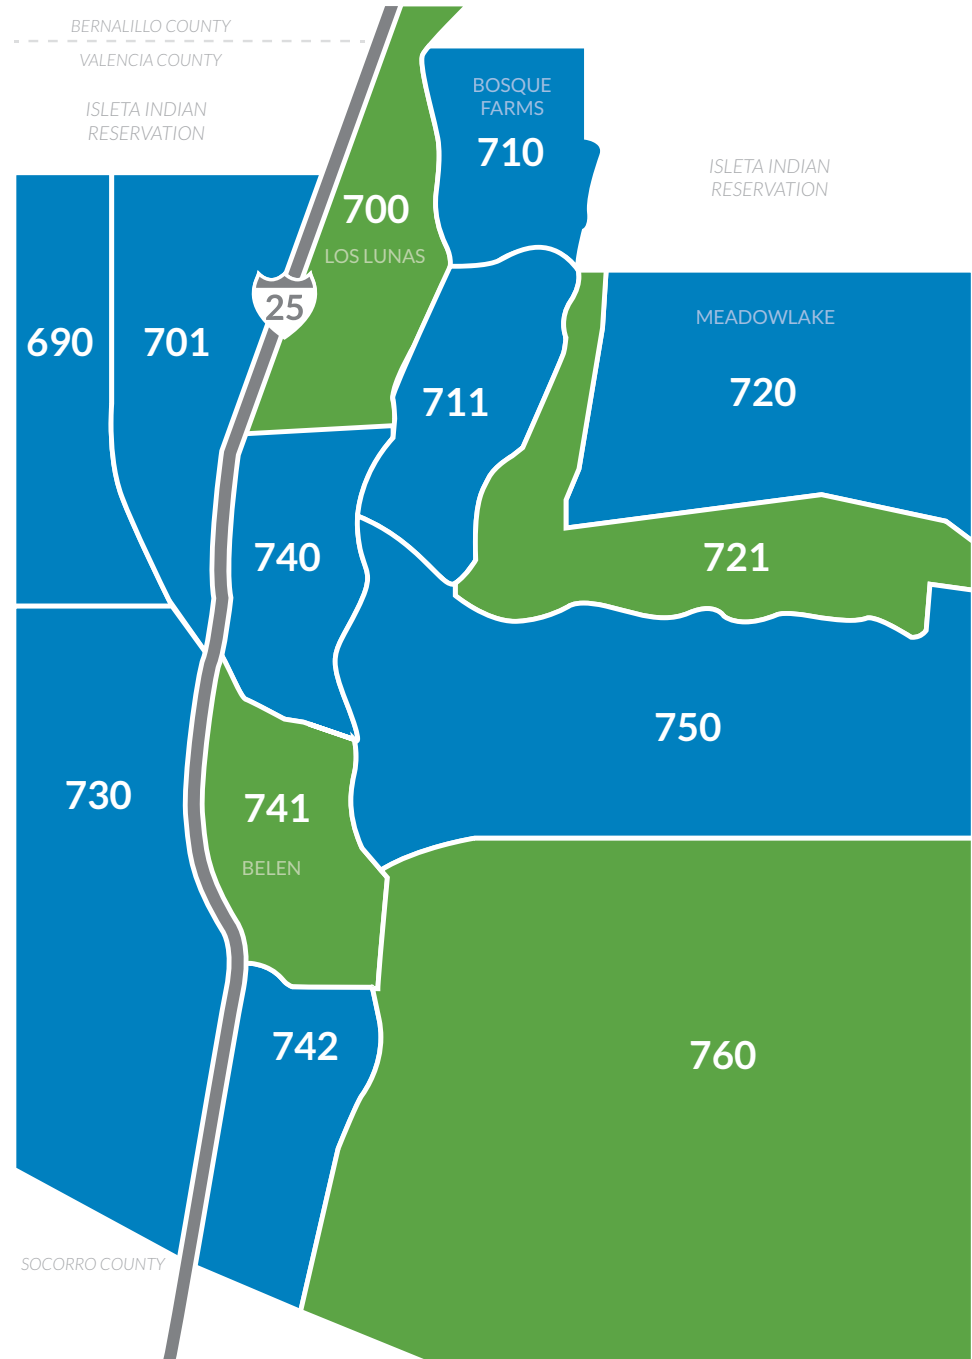 BERNALILLO COUNTY
VALENCIA COUNTY
ISLETA INDIAN
RESERVATION
BOSQUE
FARMS
710
ISLETA INDIAN
RESERVATION
700
LOS LUNAS
25
MEADOWLAKE
690
701
720
711
740
721
750
730
741
BELEN
742
760
SOCORRO COUNTY